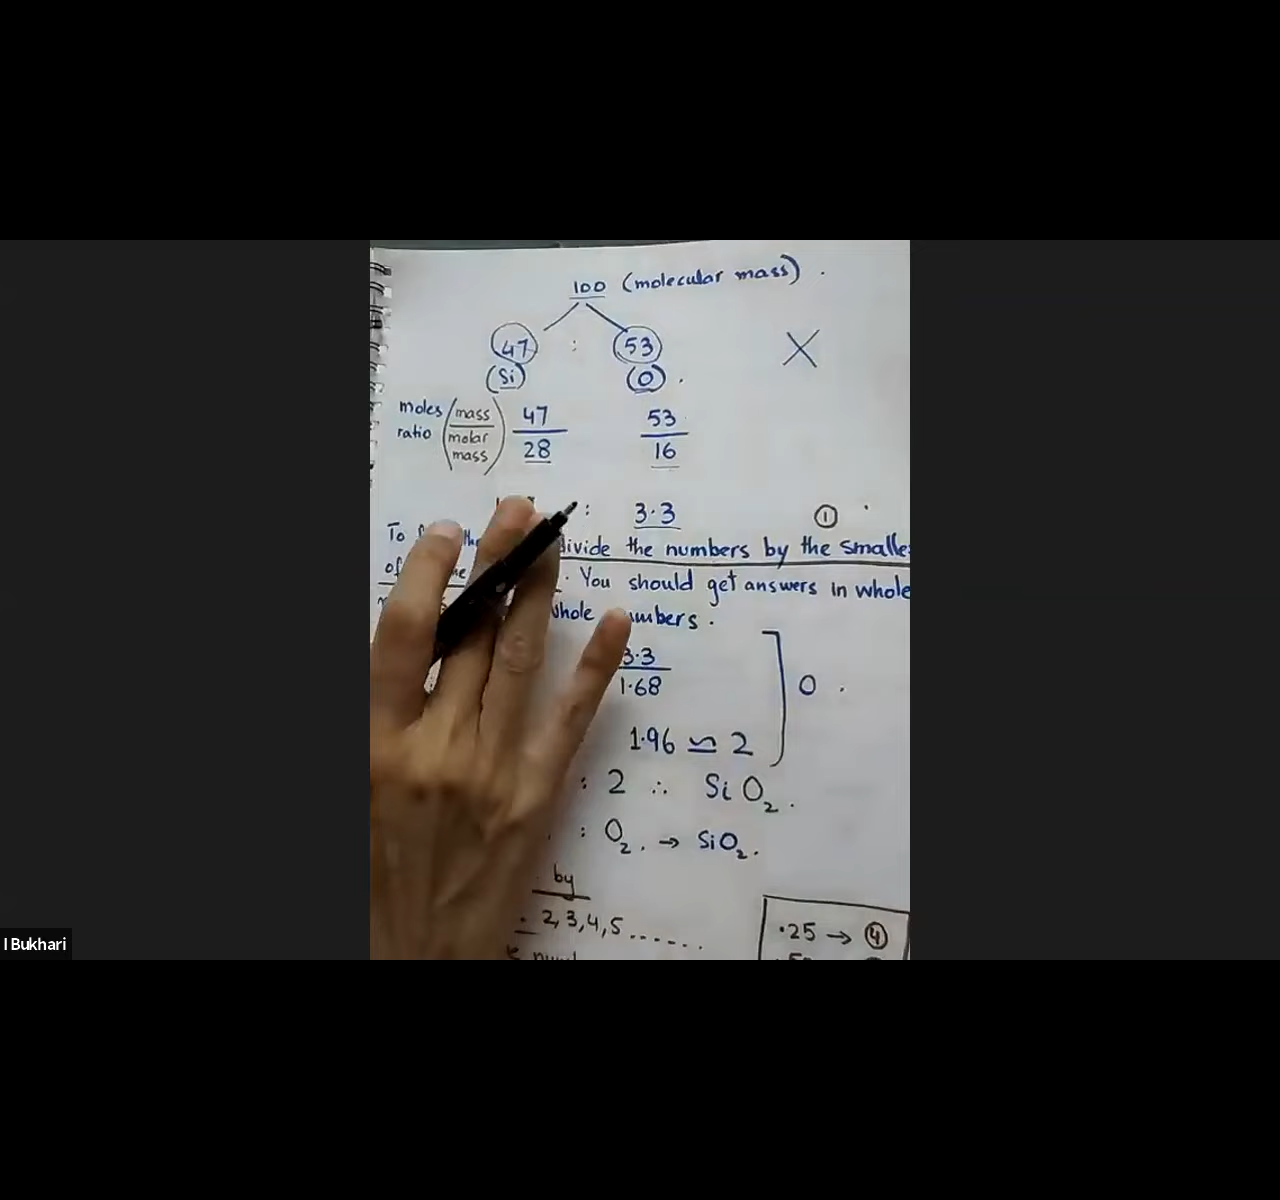 100 (molecular mass) .
47 : 53
(Si) (O) .
moles ratio (mass / molar mass) 47/28 53/16
: 3.3 ①
To divide the numbers by the smalle
of . You should get answers in whole
whole numbers .
3.3
1.68 ] O .
1.96 ≃ 2
: 2 ∴ SiO₂.
: O₂. → SiO₂.
by
2,3,4,5 ......
.25 → ④
I Bukhari